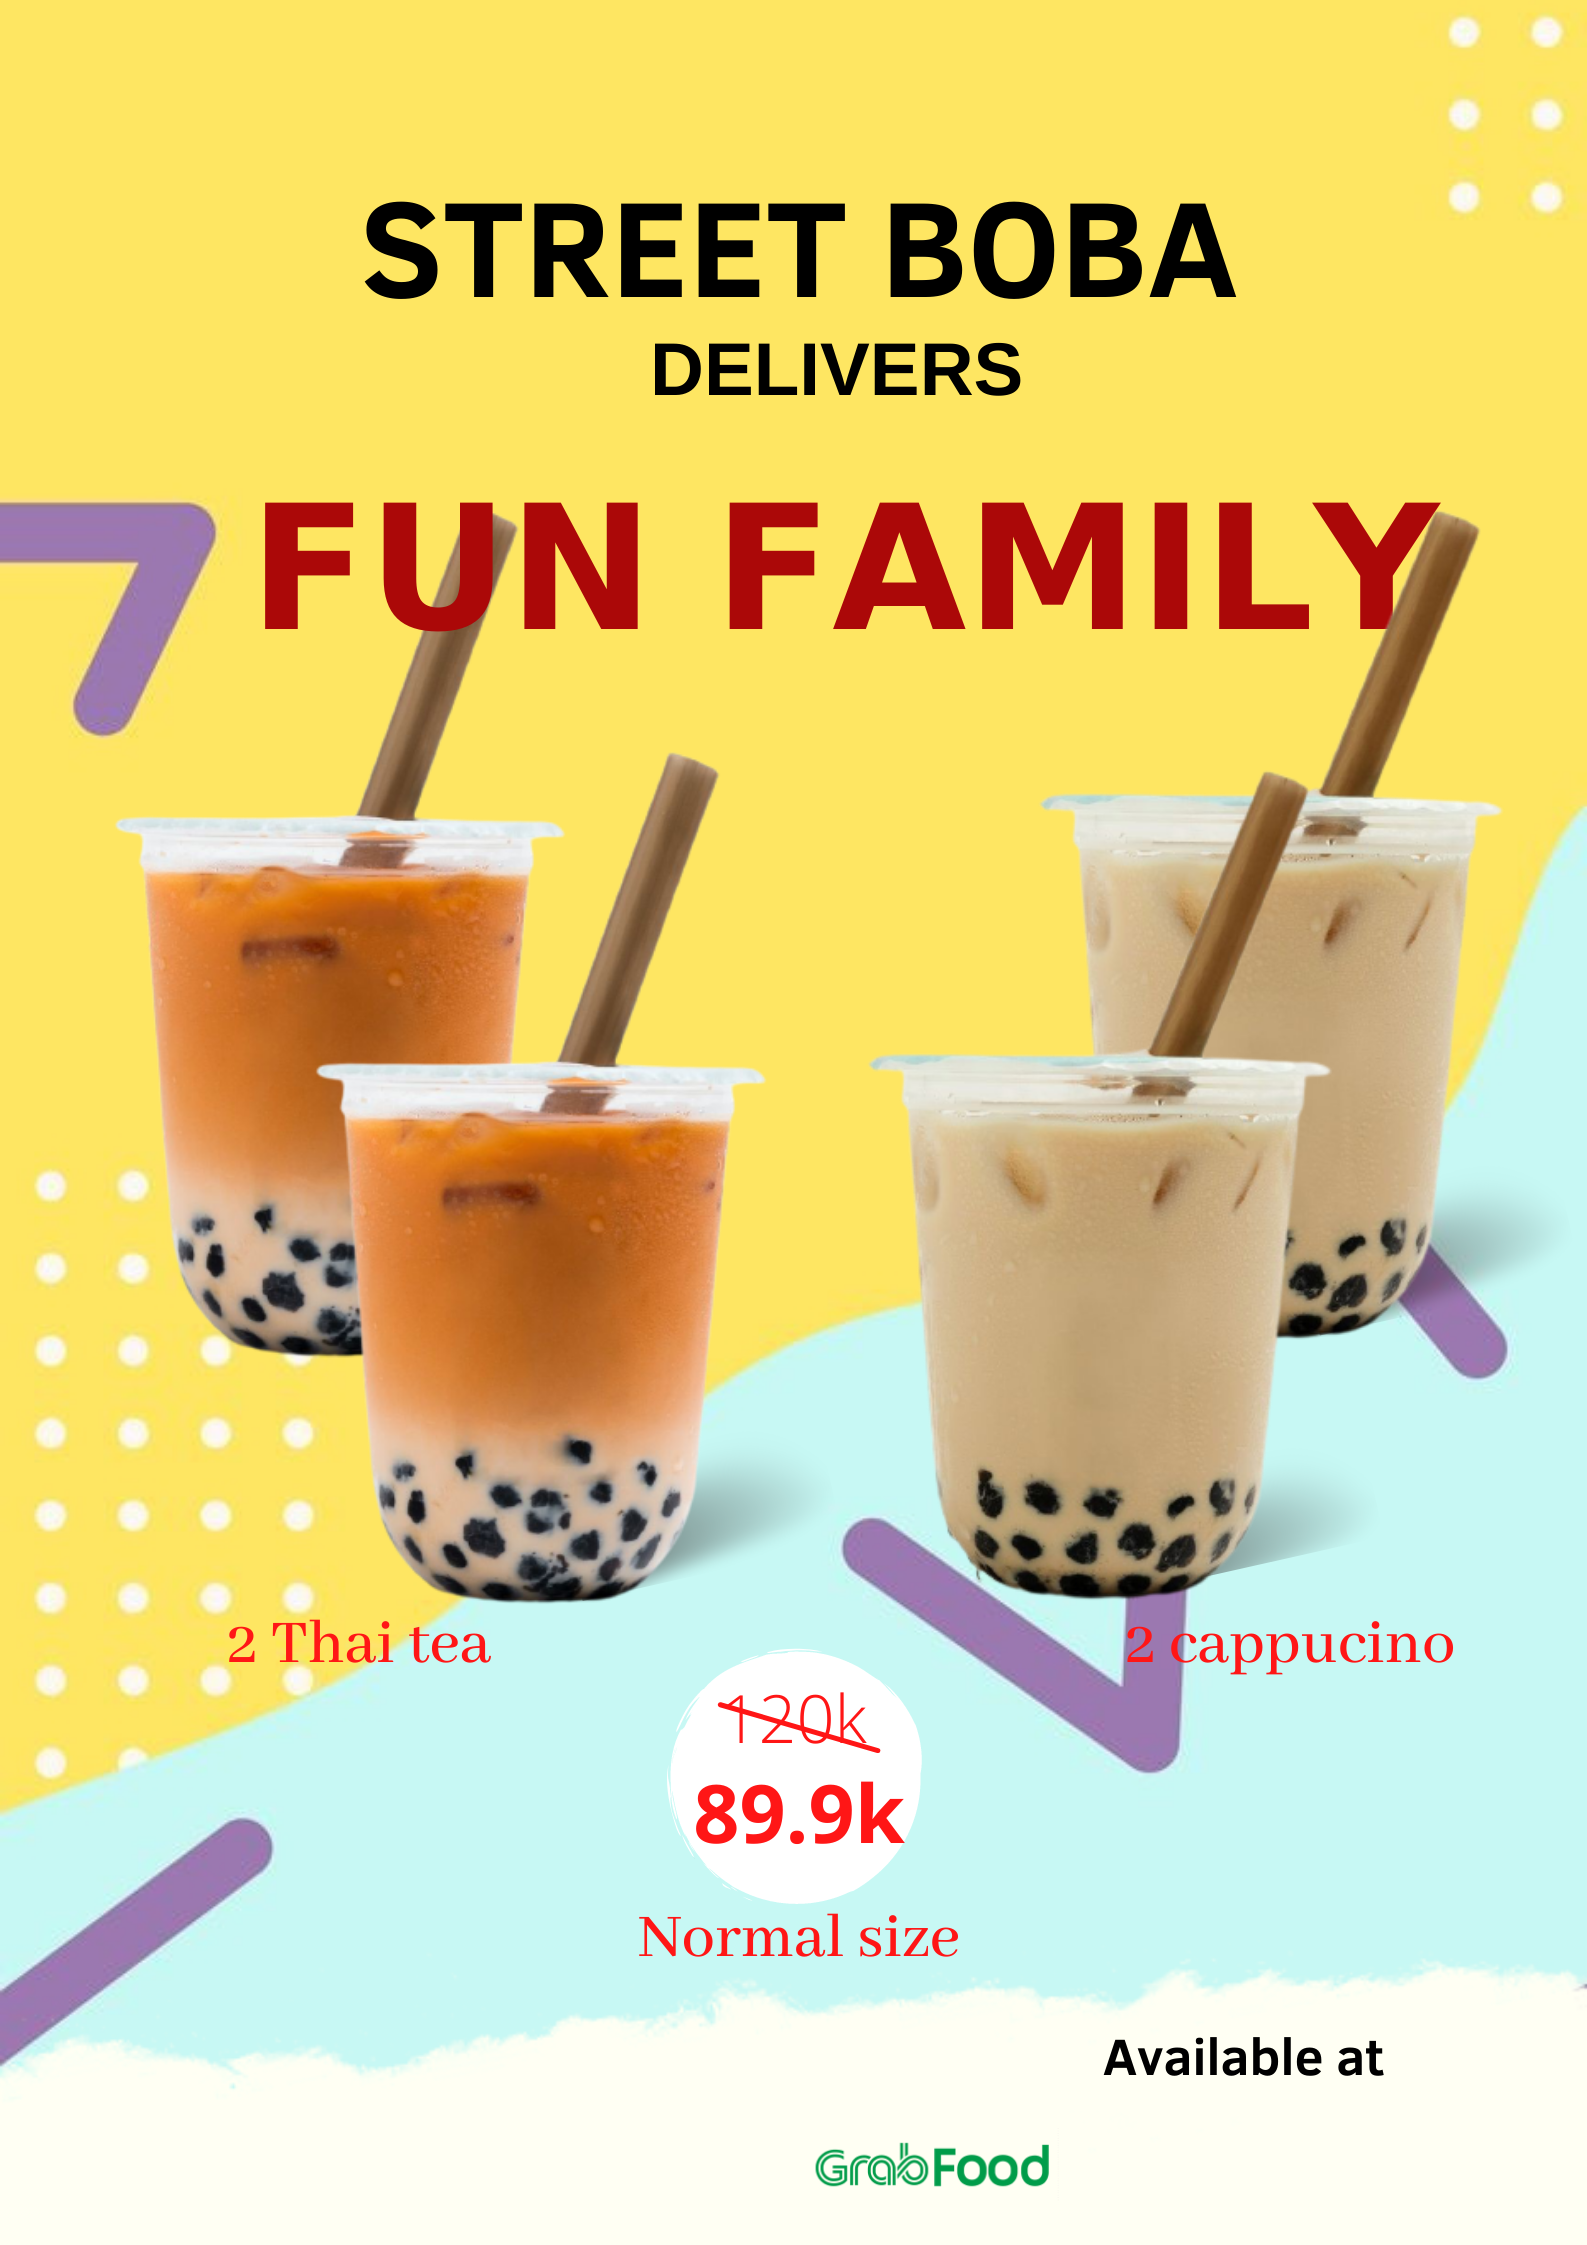 STREET BOBA
DELIVERS
FUN FAMILY
2 Thai tea
2 cappucino
120k
89.9k
Normal size
Available at
GrabFood